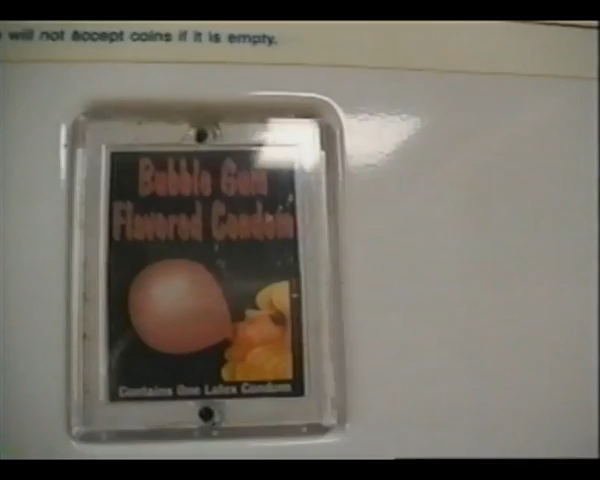 will not accept coins if it is empty.
Bubble Gum
Flavored Condom
Contains One Latex Condom